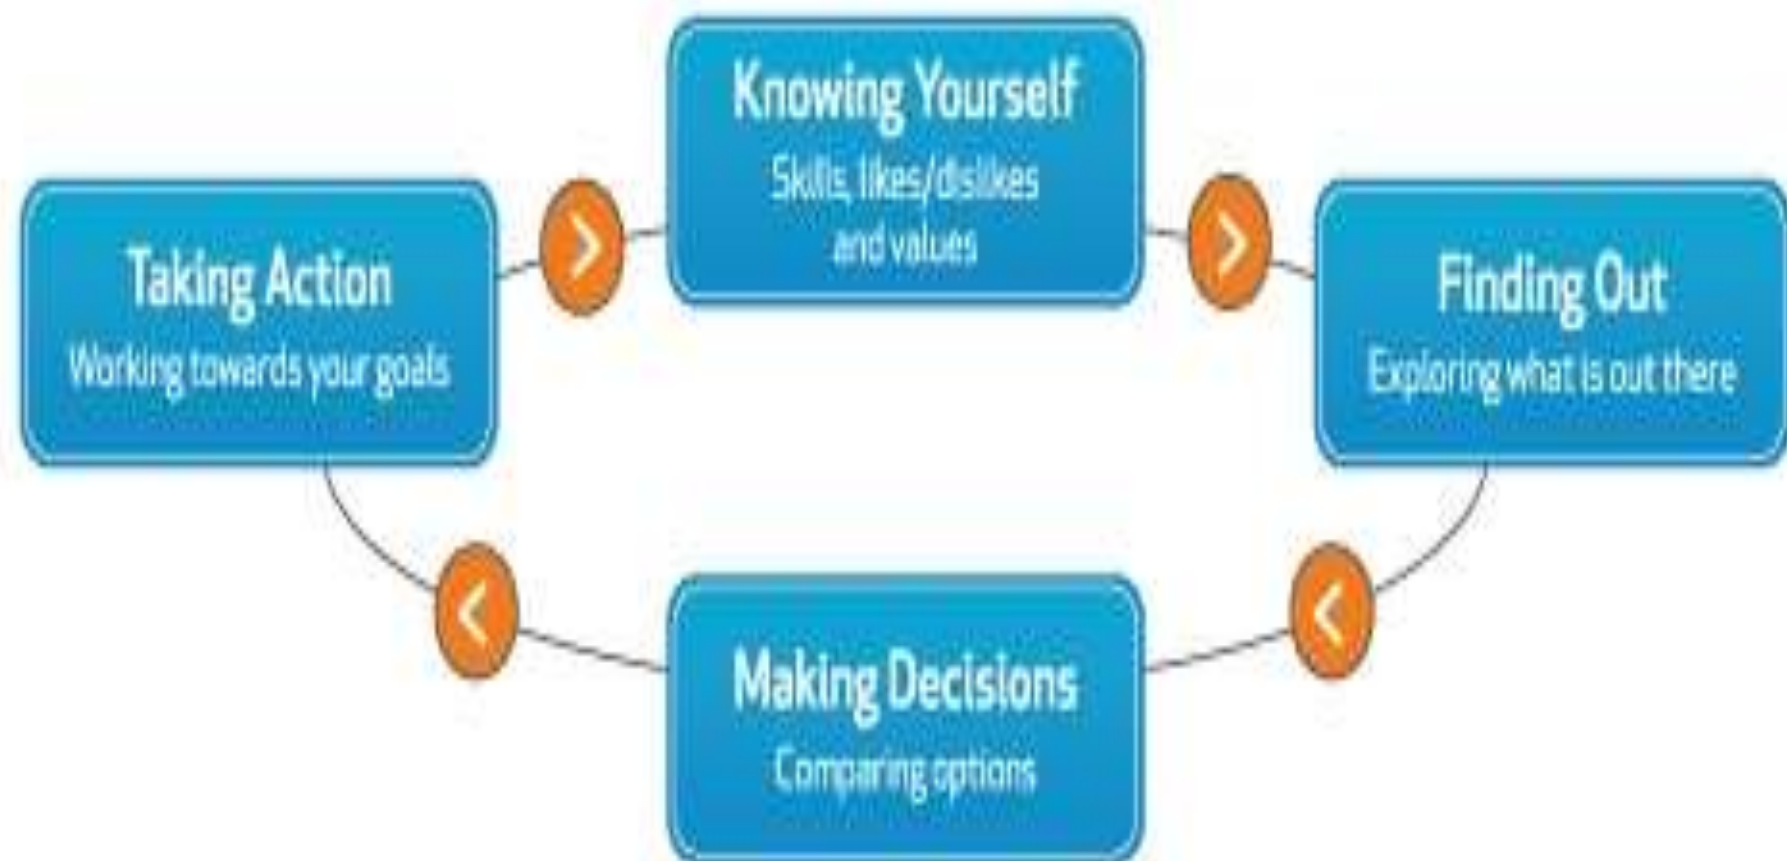 Knowing Yourself
Skills, likes/dislikes
and values
Finding Out
Exploring what is out there
Making Decisions
Comparing options
Taking Action
Working towards your goals